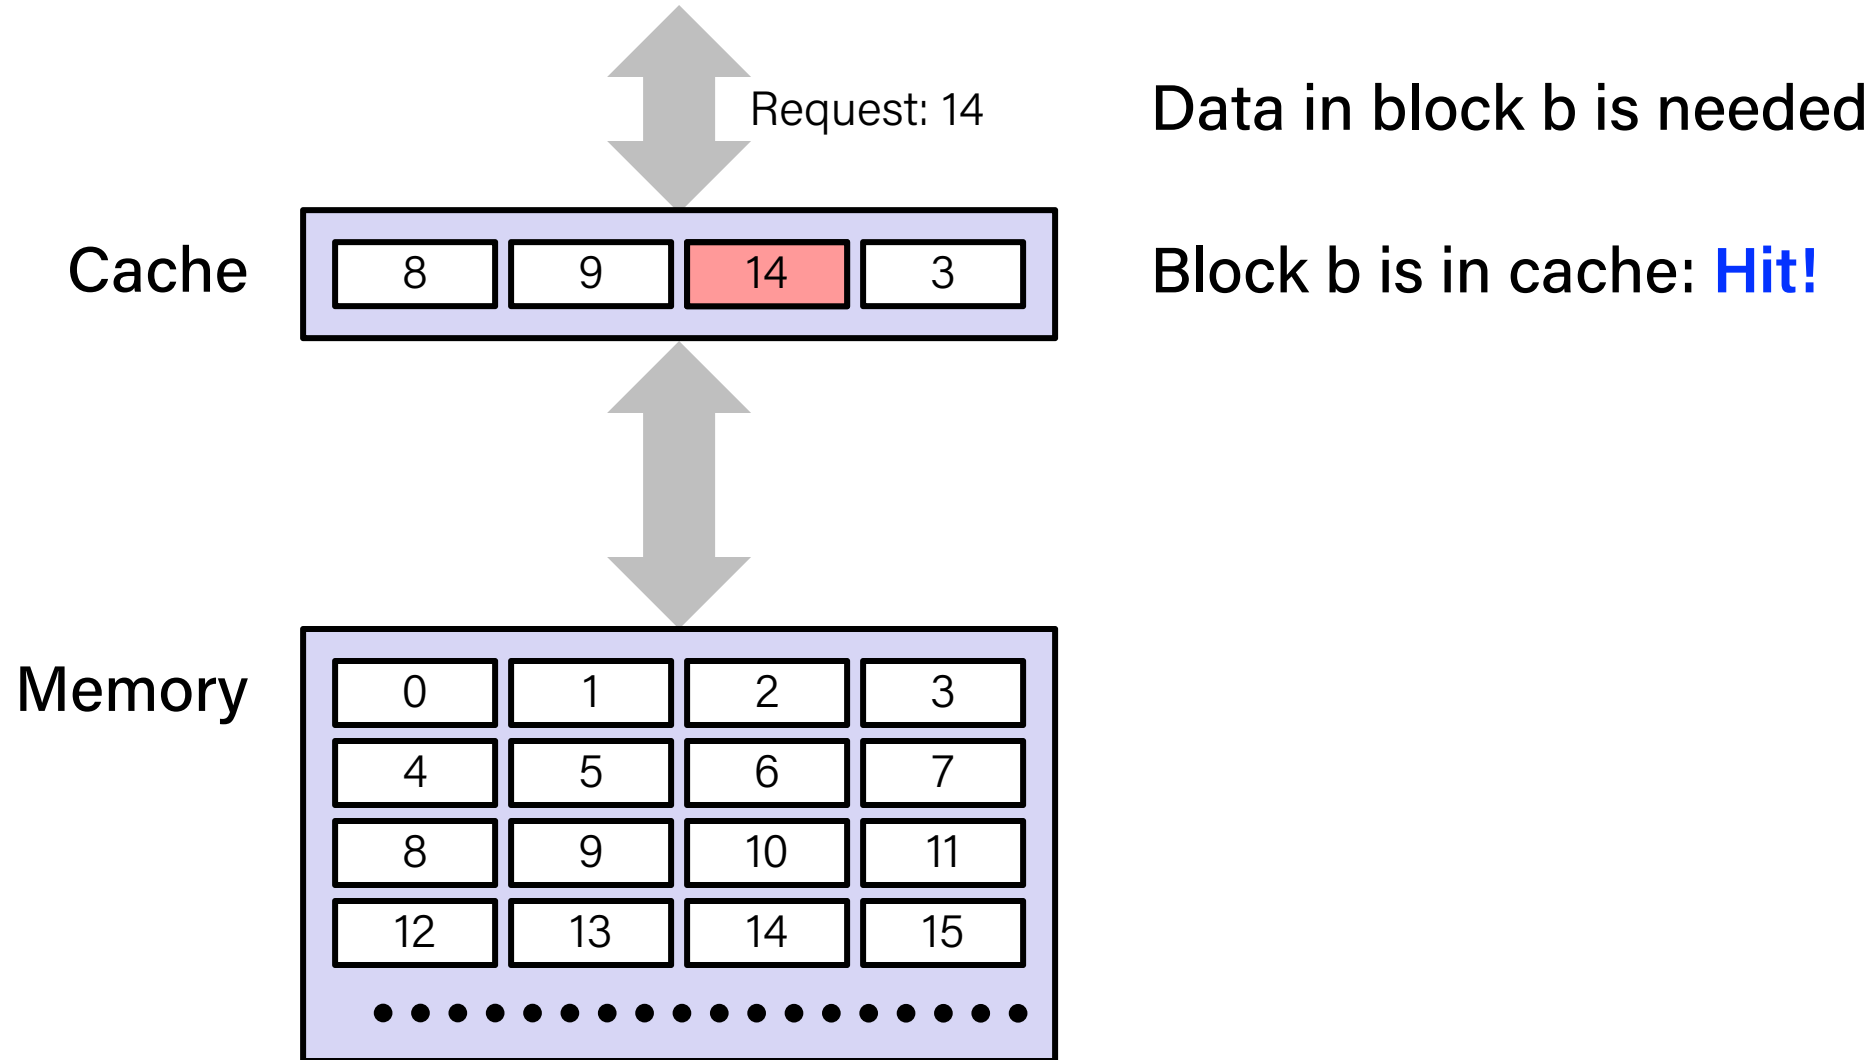 Request: 14
Data in block b is needed
Cache
8 9 14 3
Block b is in cache: Hit!
Memory
0 1 2 3
4 5 6 7
8 9 10 11
12 13 14 15